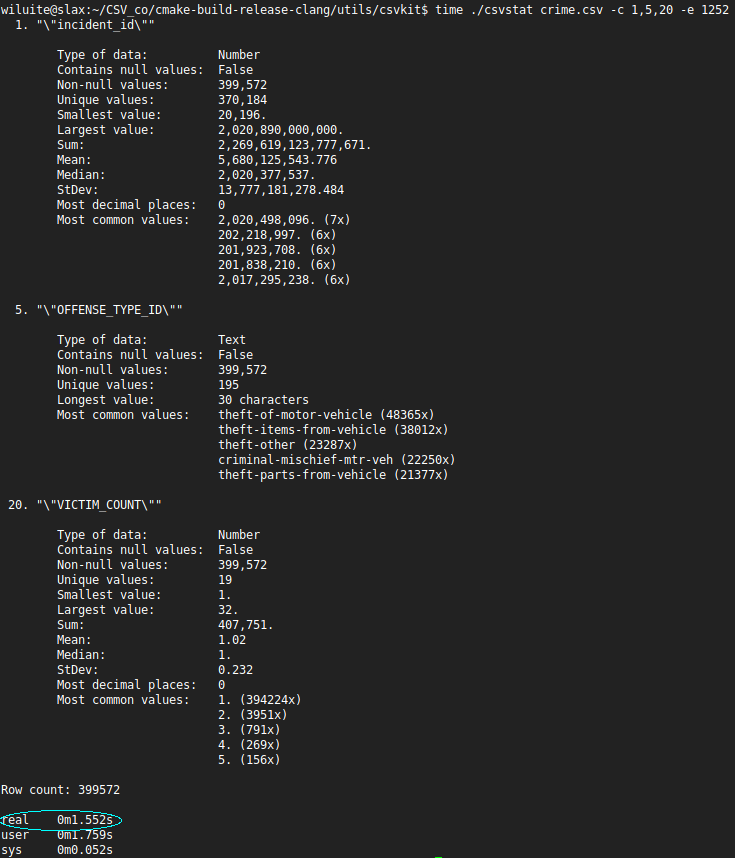 wiluite@slax:~/CSV_co/cmake-build-release-clang/utils/csvkit$ time ./csvstat crime.csv -c 1,5,20 -e 1252
  1. "\"incident_id\""

        Type of data:          Number
        Contains null values:  False
        Non-null values:       399,572
        Unique values:         370,184
        Smallest value:        20,196.
        Largest value:         2,020,890,000,000.
        Sum:                   2,269,619,123,777,671.
        Mean:                  5,680,125,543.776
        Median:                2,020,377,537.
        StDev:                 13,777,181,278.484
        Most decimal places:   0
        Most common values:    2,020,498,096. (7x)
                               202,218,997. (6x)
                               201,923,708. (6x)
                               201,838,210. (6x)
                               2,017,295,238. (6x)

  5. "\"OFFENSE_TYPE_ID\""

        Type of data:          Text
        Contains null values:  False
        Non-null values:       399,572
        Unique values:         195
        Longest value:         30 characters
        Most common values:    theft-of-motor-vehicle (48365x)
                               theft-items-from-vehicle (38012x)
                               theft-other (23287x)
                               criminal-mischief-mtr-veh (22250x)
                               theft-parts-from-vehicle (21377x)

 20. "\"VICTIM_COUNT\""

        Type of data:          Number
        Contains null values:  False
        Non-null values:       399,572
        Unique values:         19
        Smallest value:        1.
        Largest value:         32.
        Sum:                   407,751.
        Mean:                  1.02
        Median:                1.
        StDev:                 0.232
        Most decimal places:   0
        Most common values:    1. (394224x)
                               2. (3951x)
                               3. (791x)
                               4. (269x)
                               5. (156x)

Row count: 399572

real    0m1.552s
user    0m1.759s
sys     0m0.052s